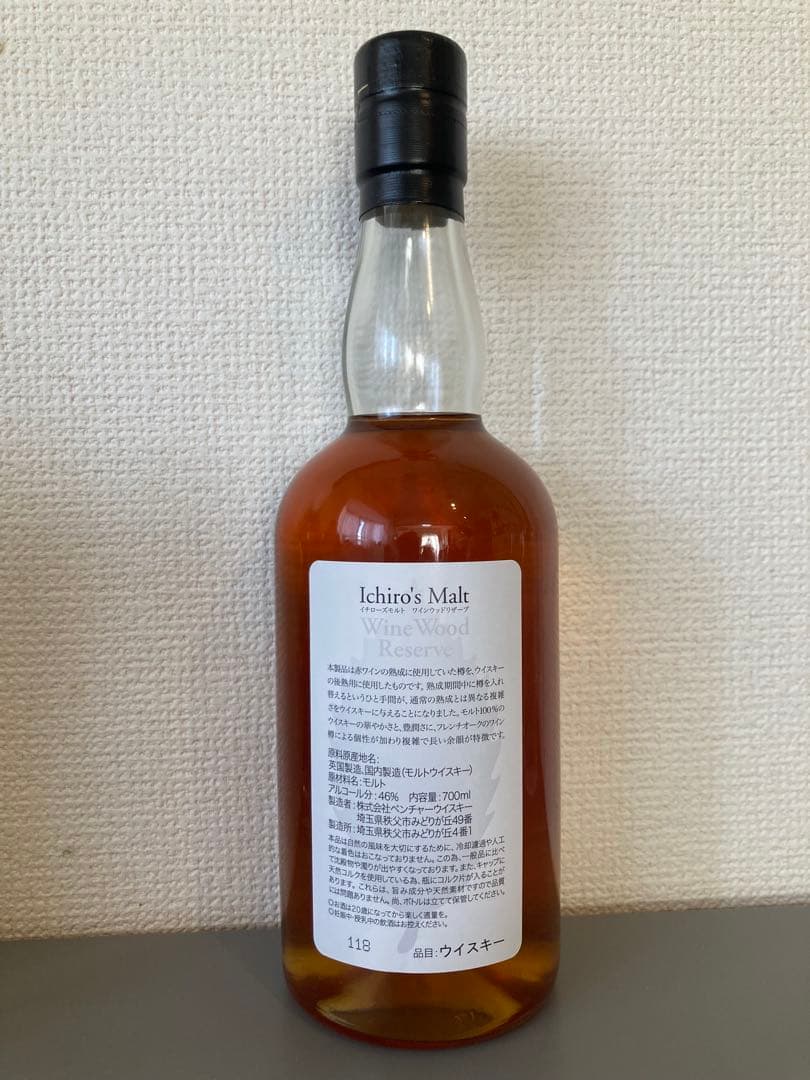 Ichiro's Malt
イチローズモルト ワインウッドリザーブ
Wine Wood
Reserve
本製品は赤ワインの熟成に使用していた樽を、ウイスキー
の後熟用に使用したものです。熟成期間中に樽を入れ
替えるというひと手間が、通常の熟成とは異なる複雑
さをウイスキーに与えることになりました。モルト100%の
ウイスキーの華やかさと、豊潤さに、フレンチオークのワイン
樽による個性が加わり複雑で長い余韻が特徴です。
原料原産地名:
英国製造、国内製造(モルトウイスキー)
原材料名:モルト
アルコール分:46% 内容量:700ml
製造者:株式会社ベンチャーウイスキー
埼玉県秩父市みどりが丘49番
製造所:埼玉県秩父市みどりが丘4番1
本品は自然の風味を大切にするために、冷却濾過や人工
的な着色はおこなっておりません。この為、一般品に比べ
て沈殿物や濁りが出やすくなっております。また、キャップに
天然コルクを使用している為、瓶にコルク片が入ることが
あります。これらは、旨み成分や天然素材ですので品質
には問題ありません。尚、ボトルは立てて保管してください。
◎お酒は20歳になってから楽しく適量を。
◎妊娠中・授乳中の飲酒はお控えください。
118 品目:ウイスキー